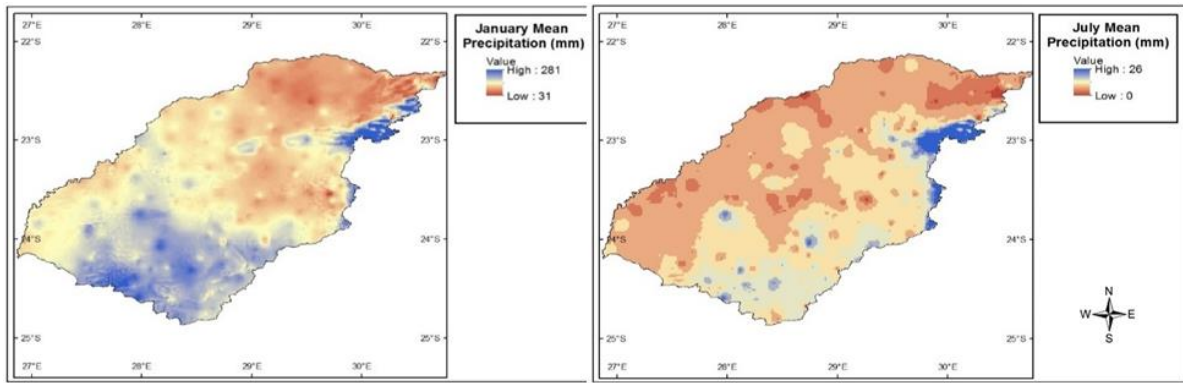 27°E 28°E 29°E 30°E
22°S 22°S
January Mean
Precipitation (mm)
Value
High : 281
Low : 31
23°S 23°S
24°S 24°S
25°S 25°S
27°E 28°E 29°E 30°E
27°E 28°E 29°E 30°E
22°S 22°S
July Mean
Precipitation (mm)
Value
High : 26
Low : 0
23°S 23°S
24°S 24°S
25°S 25°S
27°E 28°E 29°E 30°E
N
W E
S